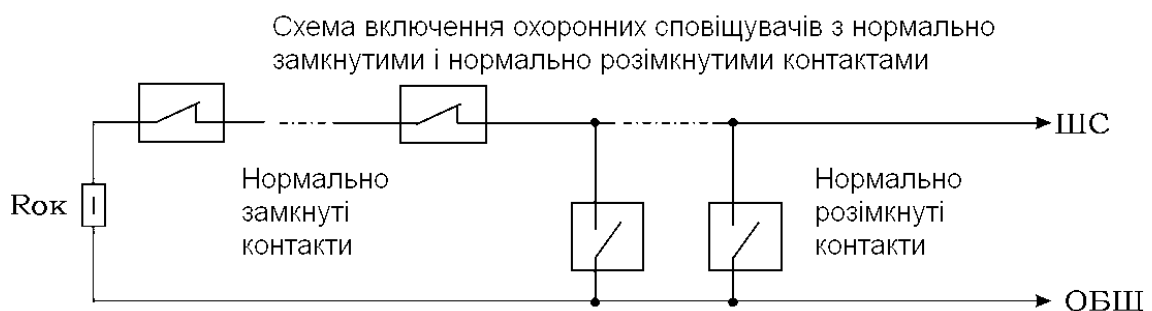 Схема включення охоронних сповіщувачів з нормально
замкнутими і нормально розімкнутими контактами
ШС
Нормально
замкнуті
контакти
Нормально
розімкнуті
контакти
Rок
ОБЩ